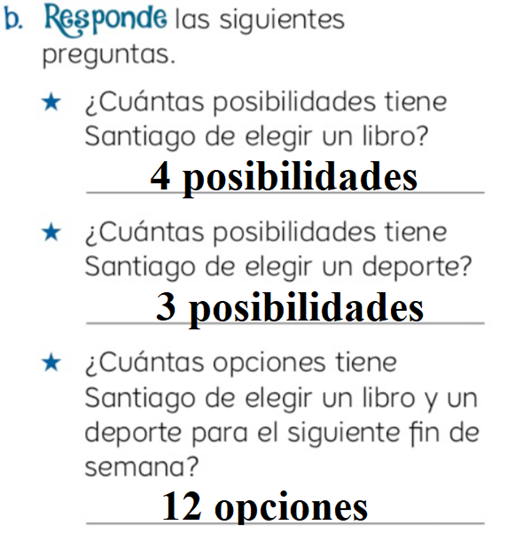 b. Responde las siguientes
preguntas.
★ ¿Cuántas posibilidades tiene
Santiago de elegir un libro?
4 posibilidades
★ ¿Cuántas posibilidades tiene
Santiago de elegir un deporte?
3 posibilidades
★ ¿Cuántas opciones tiene
Santiago de elegir un libro y un
deporte para el siguiente fin de
semana?
12 opciones